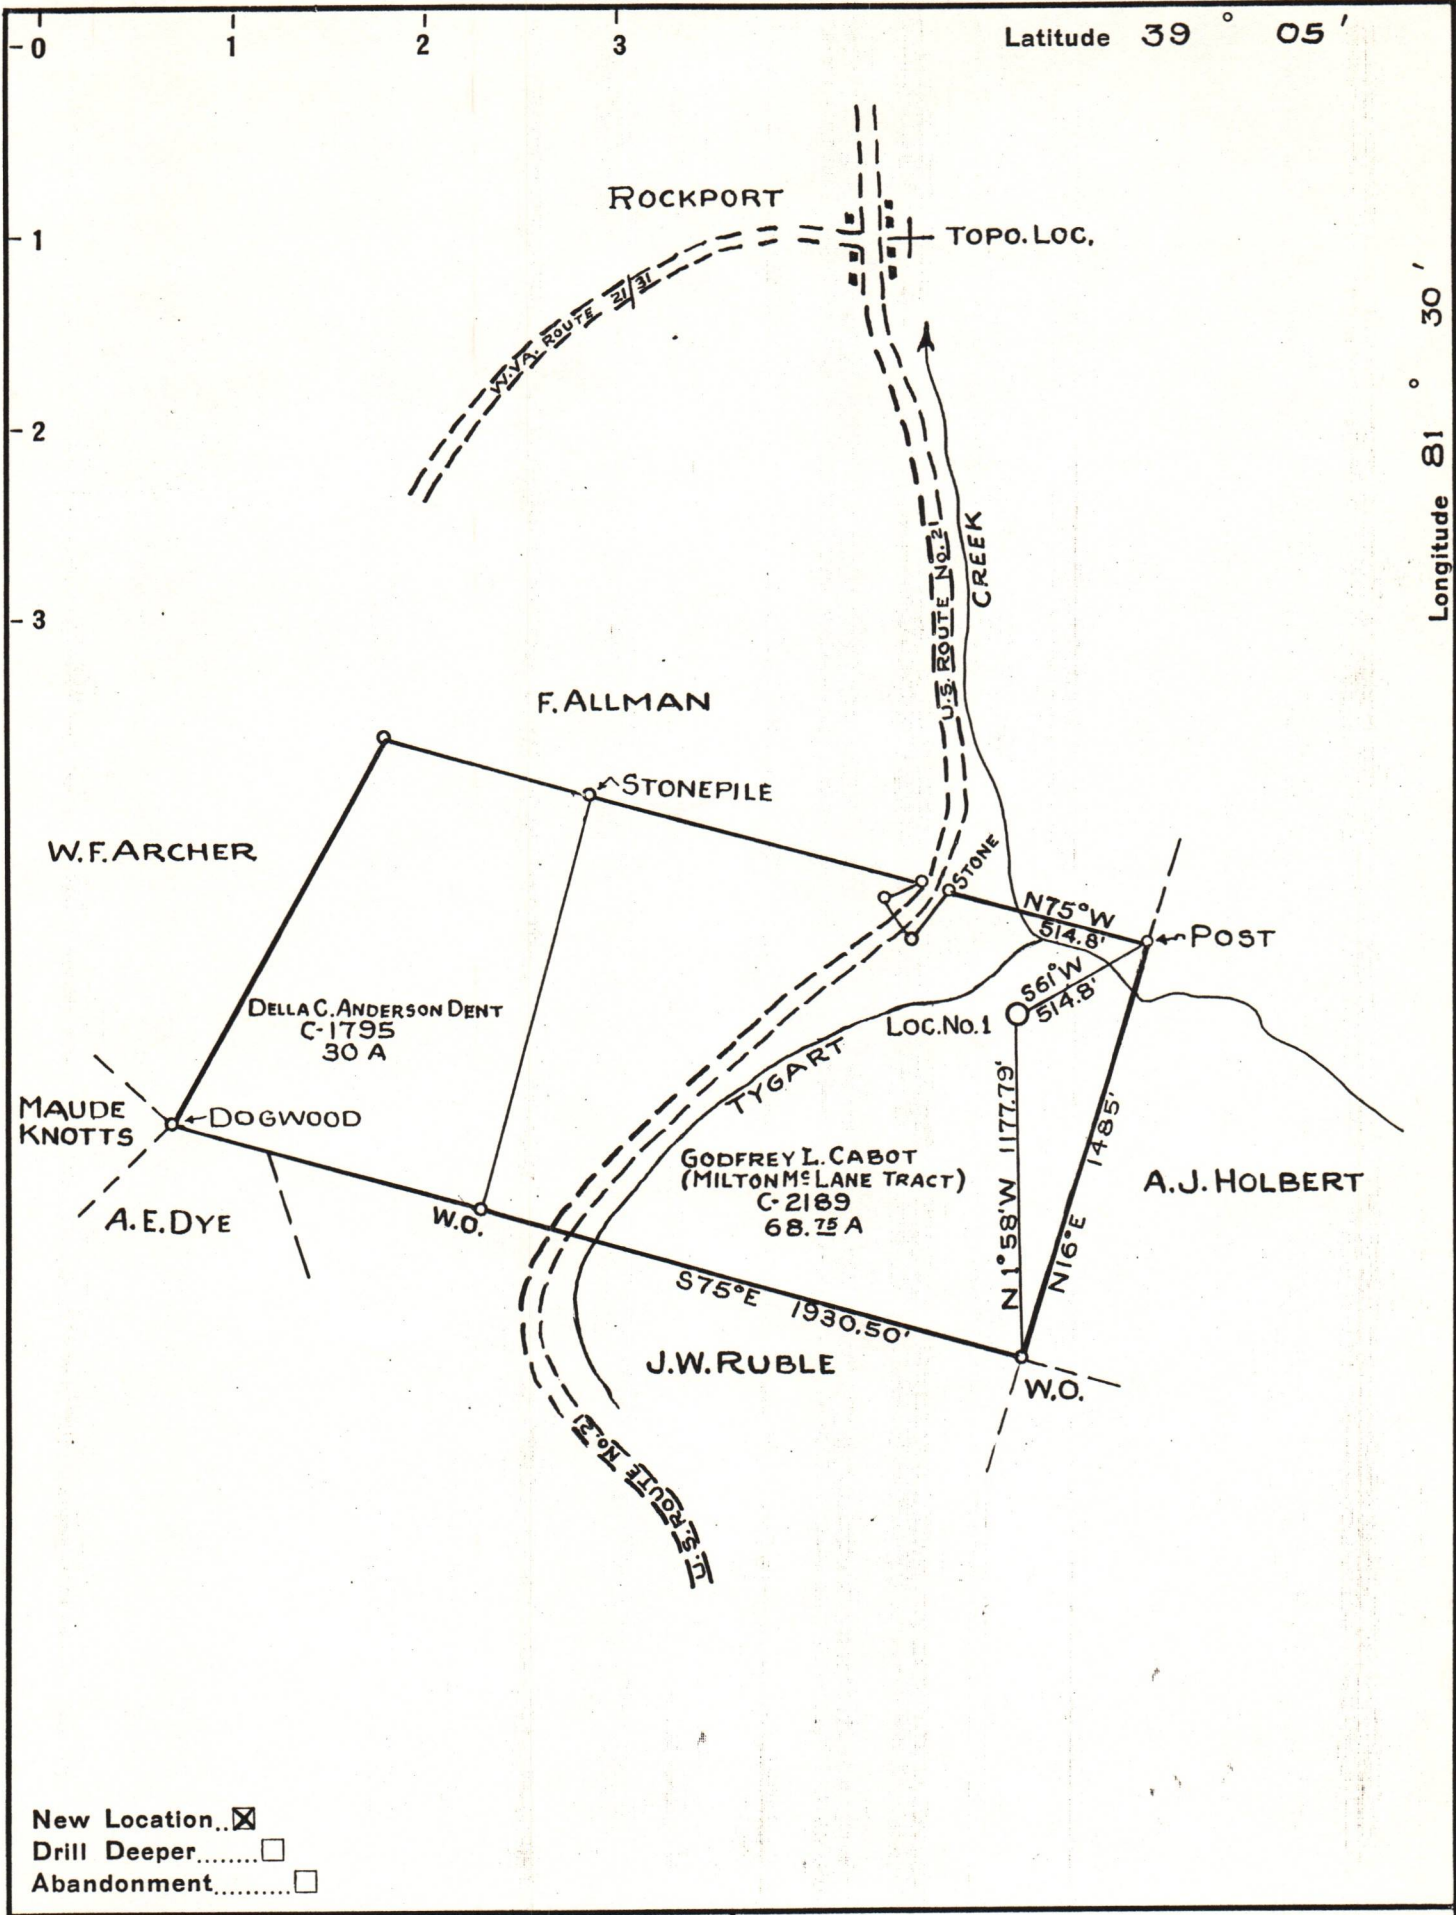 0 1 2 3 Latitude 39° 05'
ROCKPORT
1
TOPO. LOC.
W.VA. ROUTE 21/31
Longitude 81° 30'
2
CREEK
U.S. ROUTE No. 21
3
F. ALLMAN
STONEPILE
W.F. ARCHER
STONE
N75°W
514.8'
POST
S61°W
514.8'
DELLA C. ANDERSON DENT
C-1795
30 A
LOC. No. 1
TYGART
MAUDE
KNOTTS
DOGWOOD
N 1°58'W 1177.79'
N16°E 1485'
GODFREY L. CABOT
(MILTON McLANE TRACT)
C-2189
68.75 A
A.J. HOLBERT
A.E. DYE
W.O.
S75°E 1930.50'
J.W. RUBLE
W.O.
U.S. ROUTE No. 21
New Location..☒
Drill Deeper........☐
Abandonment..........☐